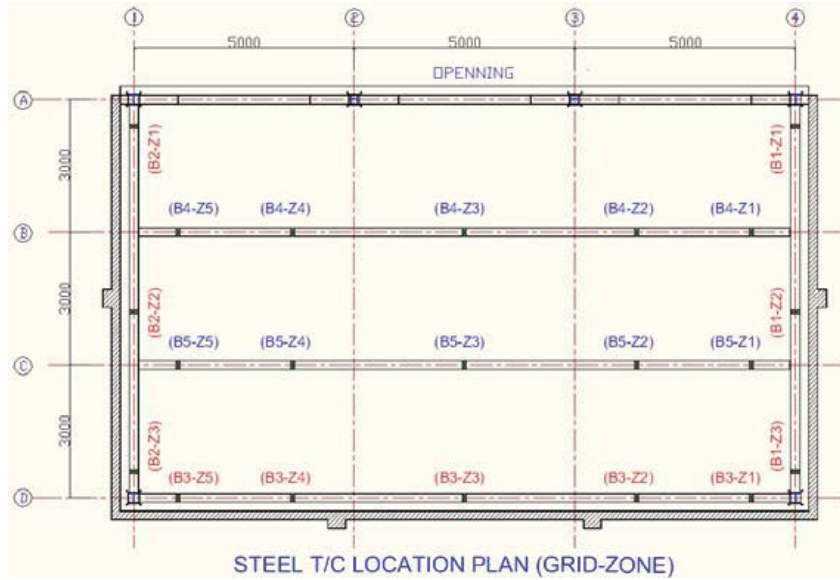 1 2 3 4
5000 5000 5000
OPENNING
A
(B2-Z1) (B1-Z1)
3000
(B4-Z5) (B4-Z4) (B4-Z3) (B4-Z2) (B4-Z1)
B
3000
(B2-Z2) (B1-Z2)
(B5-Z5) (B5-Z4) (B5-Z3) (B5-Z2) (B5-Z1)
C
3000
(B2-Z3) (B1-Z3)
(B3-Z5) (B3-Z4) (B3-Z3) (B3-Z2) (B3-Z1)
D
STEEL T/C LOCATION PLAN (GRID-ZONE)